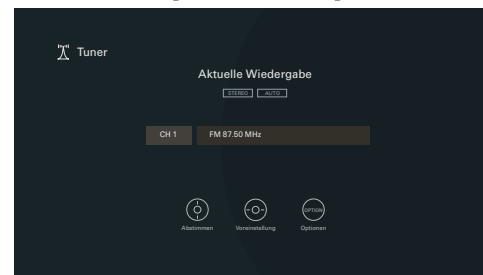 Tuner
Aktuelle Wiedergabe
STEREO AUTO
CH 1 FM 87.50 MHz
OPTION
Abstimmen Voreinstellung Optionen